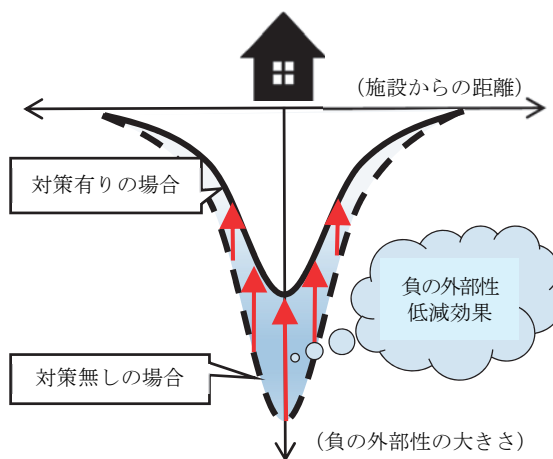 （施設からの距離）
対策有りの場合
負の外部性
低減効果
対策無しの場合
（負の外部性の大きさ）